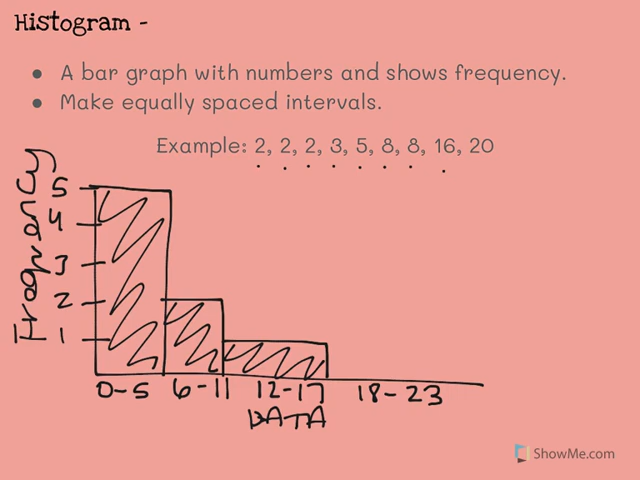 Histogram -
● A bar graph with numbers and shows frequency.
● Make equally spaced intervals.
Example: 2, 2, 2, 3, 5, 8, 8, 16, 20
Frequency
5
4
3
2
1
0-5 6-11 12-17 18-23
DATA
ShowMe.com